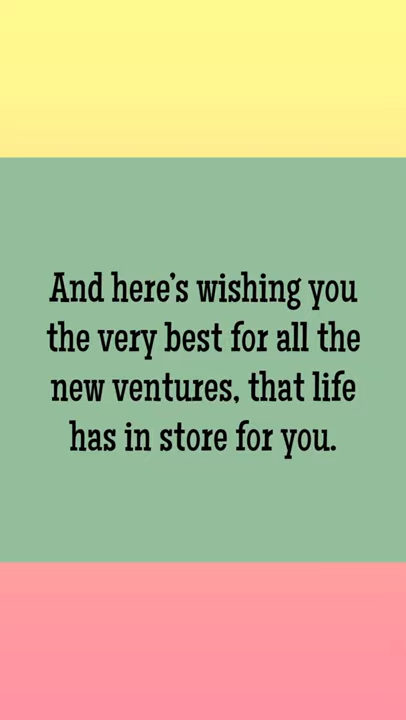 And here’s wishing you
the very best for all the
new ventures, that life
has in store for you.